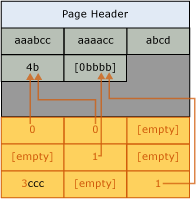 Page Header
aaabcc aaaacc abcd
4b [0bbbb]
0 0 [empty]
[empty] 1 [empty]
3ccc [empty] 1